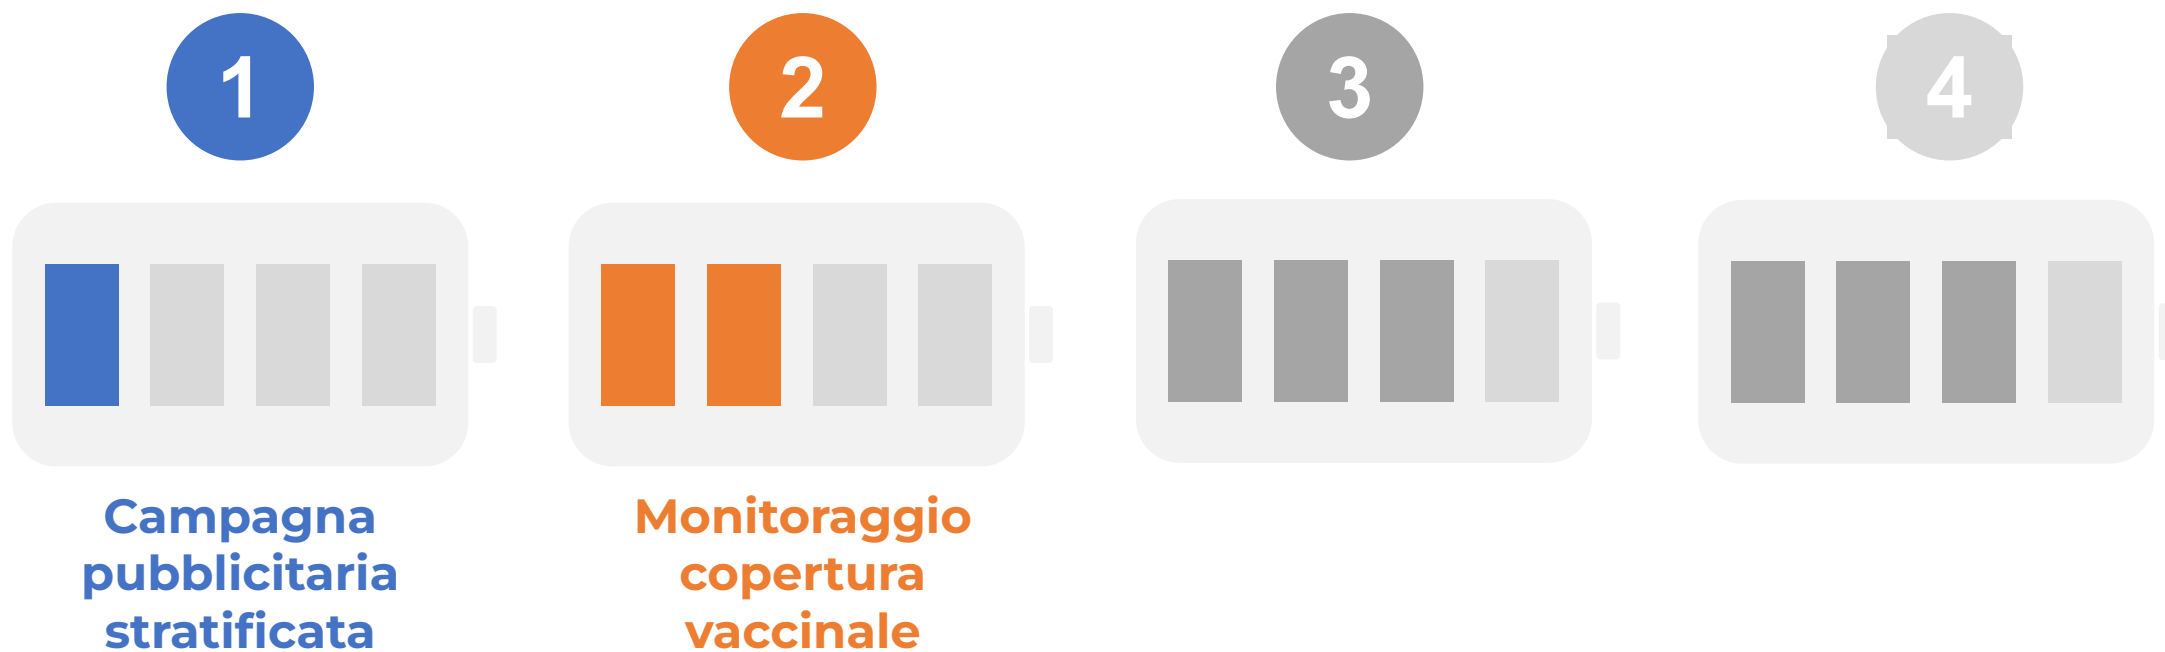 1
2
3
4
Campagna
pubblicitaria
stratificata
Monitoraggio
copertura
vaccinale